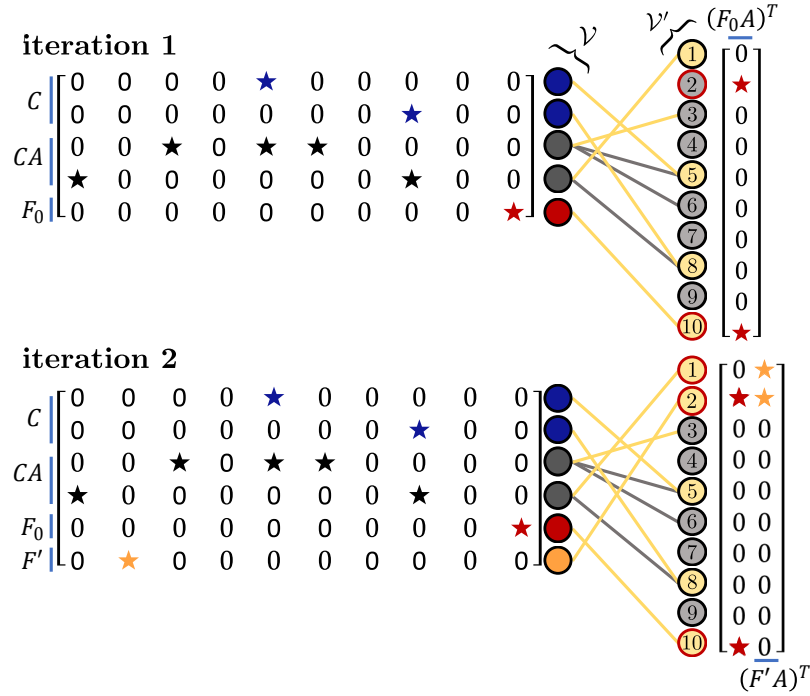 iteration 1
𝒱
𝒱′
(F₀A)ᵀ
C
0 0 0 0 ★ 0 0 0 0 0
0 0 0 0 0 0 0 ★ 0 0
CA
0 0 ★ 0 ★ ★ 0 0 0 0
★ 0 0 0 0 0 0 ★ 0 0
F₀
0 0 0 0 0 0 0 0 0 ★
1 0
2 ★
3 0
4 0
5 0
6 0
7 0
8 0
9 0
10 ★
iteration 2
C
0 0 0 0 ★ 0 0 0 0 0
0 0 0 0 0 0 0 ★ 0 0
CA
0 0 ★ 0 ★ ★ 0 0 0 0
★ 0 0 0 0 0 0 ★ 0 0
F₀
0 0 0 0 0 0 0 0 0 ★
F′
0 ★ 0 0 0 0 0 0 0 0
1 0 ★
2 ★ ★
3 0 0
4 0 0
5 0 0
6 0 0
7 0 0
8 0 0
9 0 0
10 ★ 0
(F′A)ᵀ